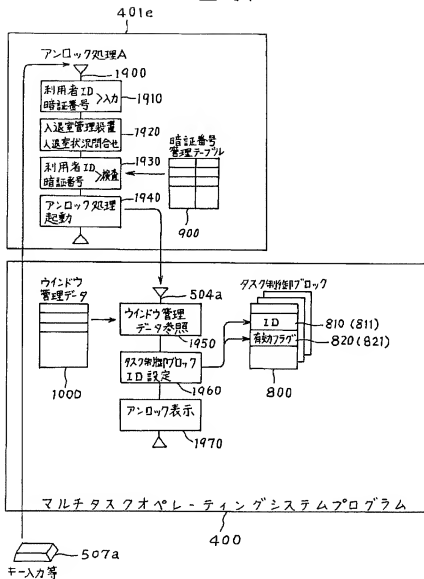 401e
アンロック処理A
1900
利用者ID
暗証番号 >入力
1910
入退室管理設置
入退室状況問合せ
1920
利用者ID
暗証番号 >検査
1930
暗証番号
管理テーブル
900
アンロック処理
起動
1940
504a
ウインドウ
管理データ
1000
ウインドウ管理
データ参照
1950
タスク制御ブロック
ID設定
1960
アンロック表示
1970
タスク制御ブロック
ID
810 (811)
有効フラグ
820 (821)
800
マルチタスクオペレーティングシステムプログラム
400
507a
キー入力等